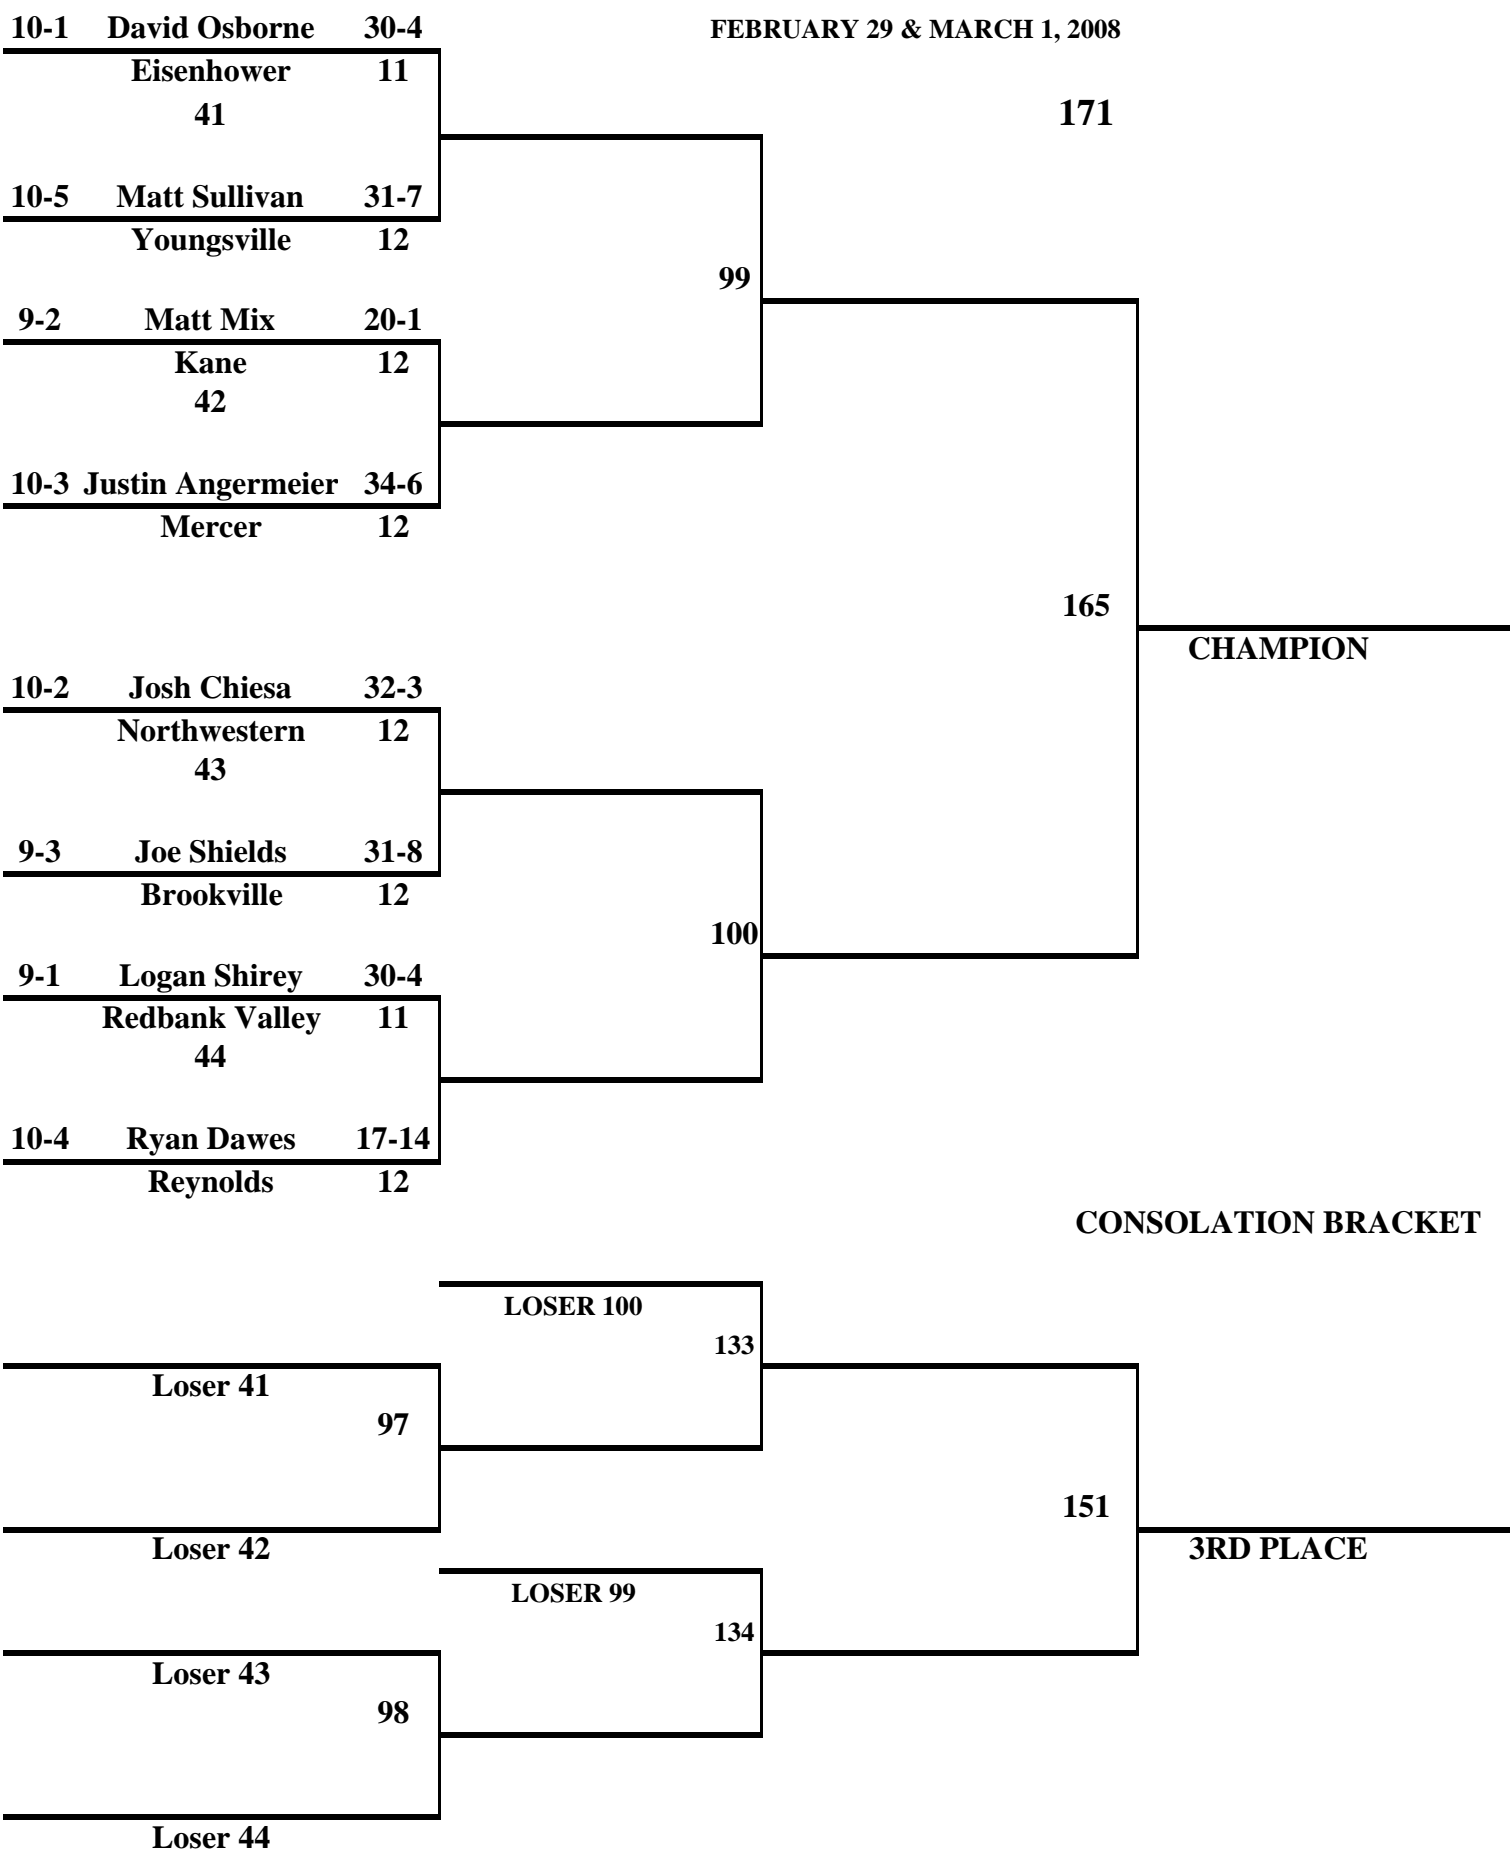 10-1 David Osborne 30-4
FEBRUARY 29 & MARCH 1, 2008
Eisenhower 11
41
171
10-5 Matt Sullivan 31-7
Youngsville 12
99
9-2 Matt Mix 20-1
Kane 12
42
10-3 Justin Angermeier 34-6
Mercer 12
165
CHAMPION
10-2 Josh Chiesa 32-3
Northwestern 12
43
9-3 Joe Shields 31-8
Brookville 12
100
9-1 Logan Shirey 30-4
Redbank Valley 11
44
10-4 Ryan Dawes 17-14
Reynolds 12
CONSOLATION BRACKET
LOSER 100
133
Loser 41
97
151
Loser 42
3RD PLACE
LOSER 99
134
Loser 43
98
Loser 44